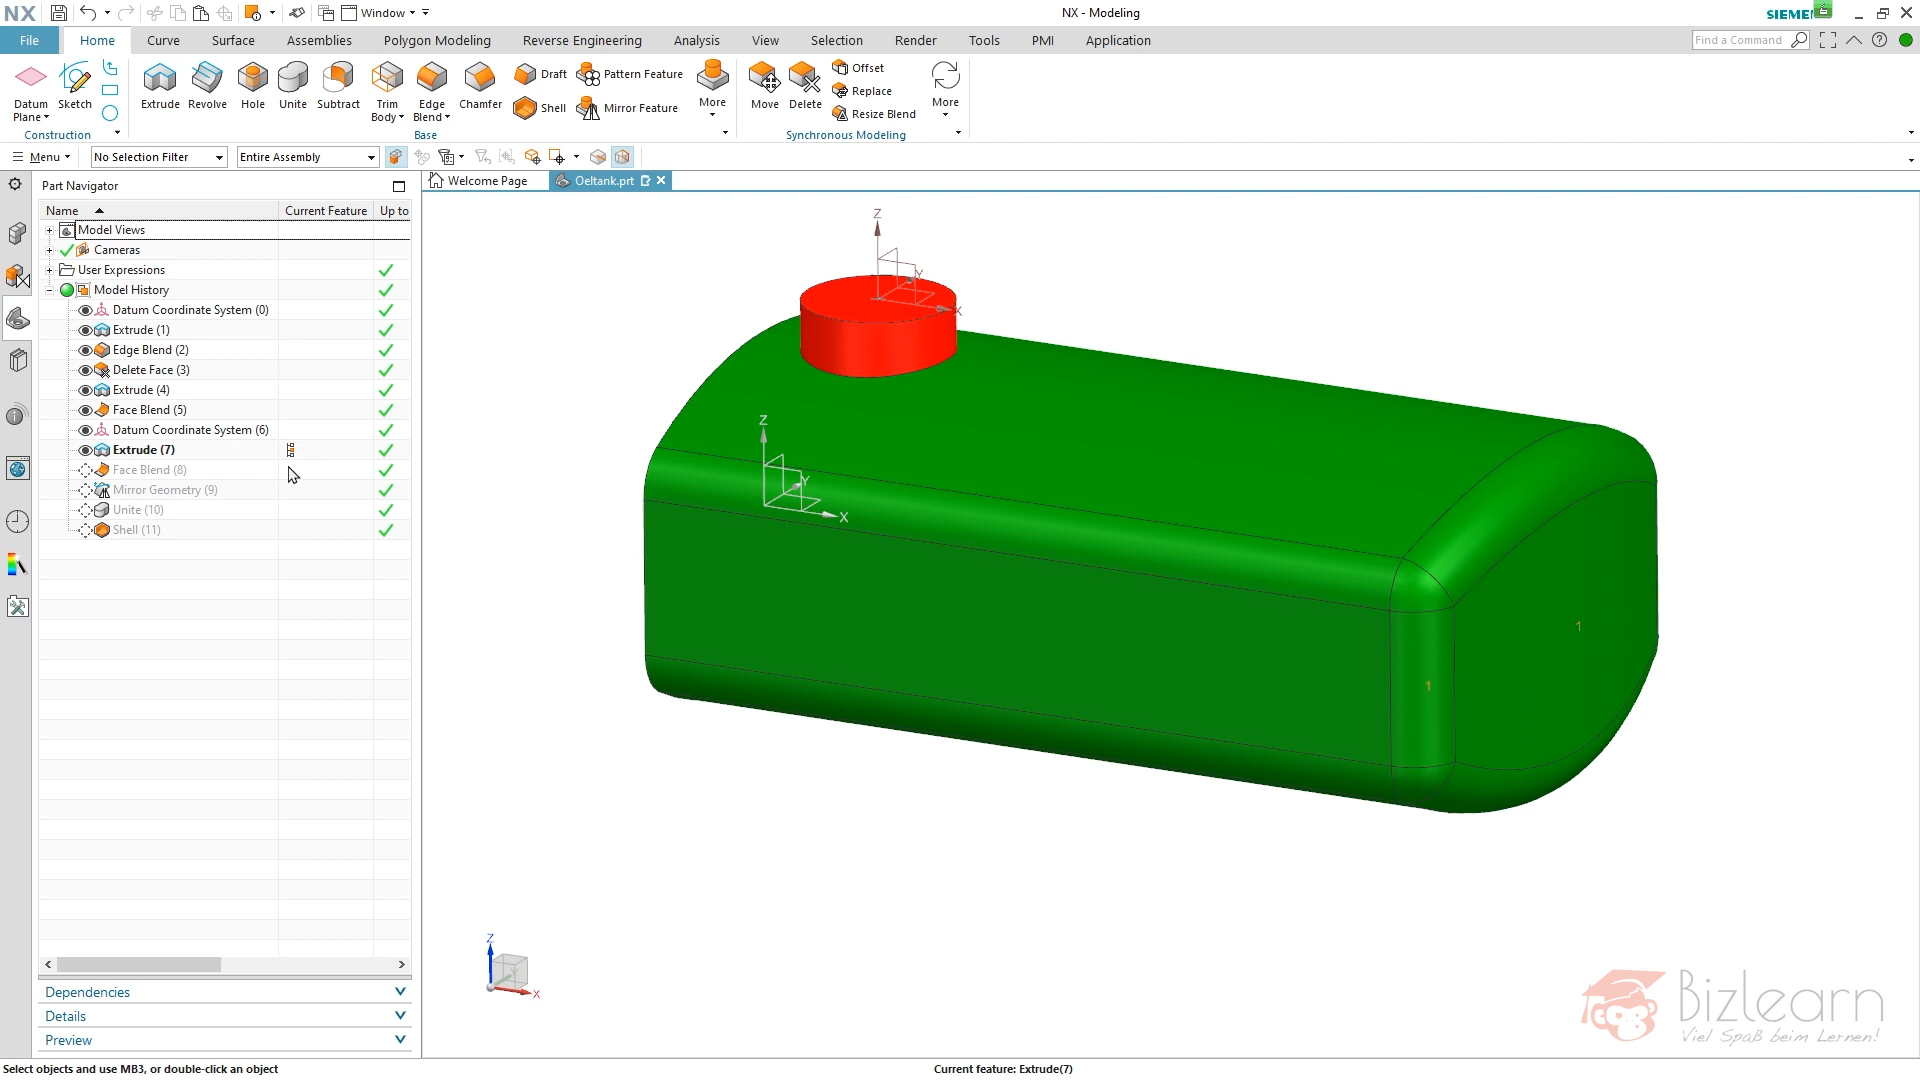 NX
Window
NX - Modeling
SIEME
File
Home
Curve
Surface
Assemblies
Polygon Modeling
Reverse Engineering
Analysis
View
Selection
Render
Tools
PMI
Application
Find a Command
Datum Plane
Sketch
Extrude
Revolve
Hole
Unite
Subtract
Trim Body
Edge Blend
Chamfer
Draft
Shell
Pattern Feature
Mirror Feature
More
Move
Delete
Offset
Replace
Resize Blend
More
Construction
Base
Synchronous Modeling
Menu
No Selection Filter
Entire Assembly
Part Navigator
Welcome Page
Oeltank.prt
Name
Current Feature
Up to
Model Views
Cameras
User Expressions
Model History
Datum Coordinate System (0)
Extrude (1)
Edge Blend (2)
Delete Face (3)
Extrude (4)
Face Blend (5)
Datum Coordinate System (6)
Extrude (7)
Face Blend (8)
Mirror Geometry (9)
Unite (10)
Shell (11)
Dependencies
Details
Preview
Z
Y
X
Z
Y
X
1
1
Z
X
Bizlearn
Viel Spaß beim Lernen!
Select objects and use MB3, or double-click an object
Current feature: Extrude(7)